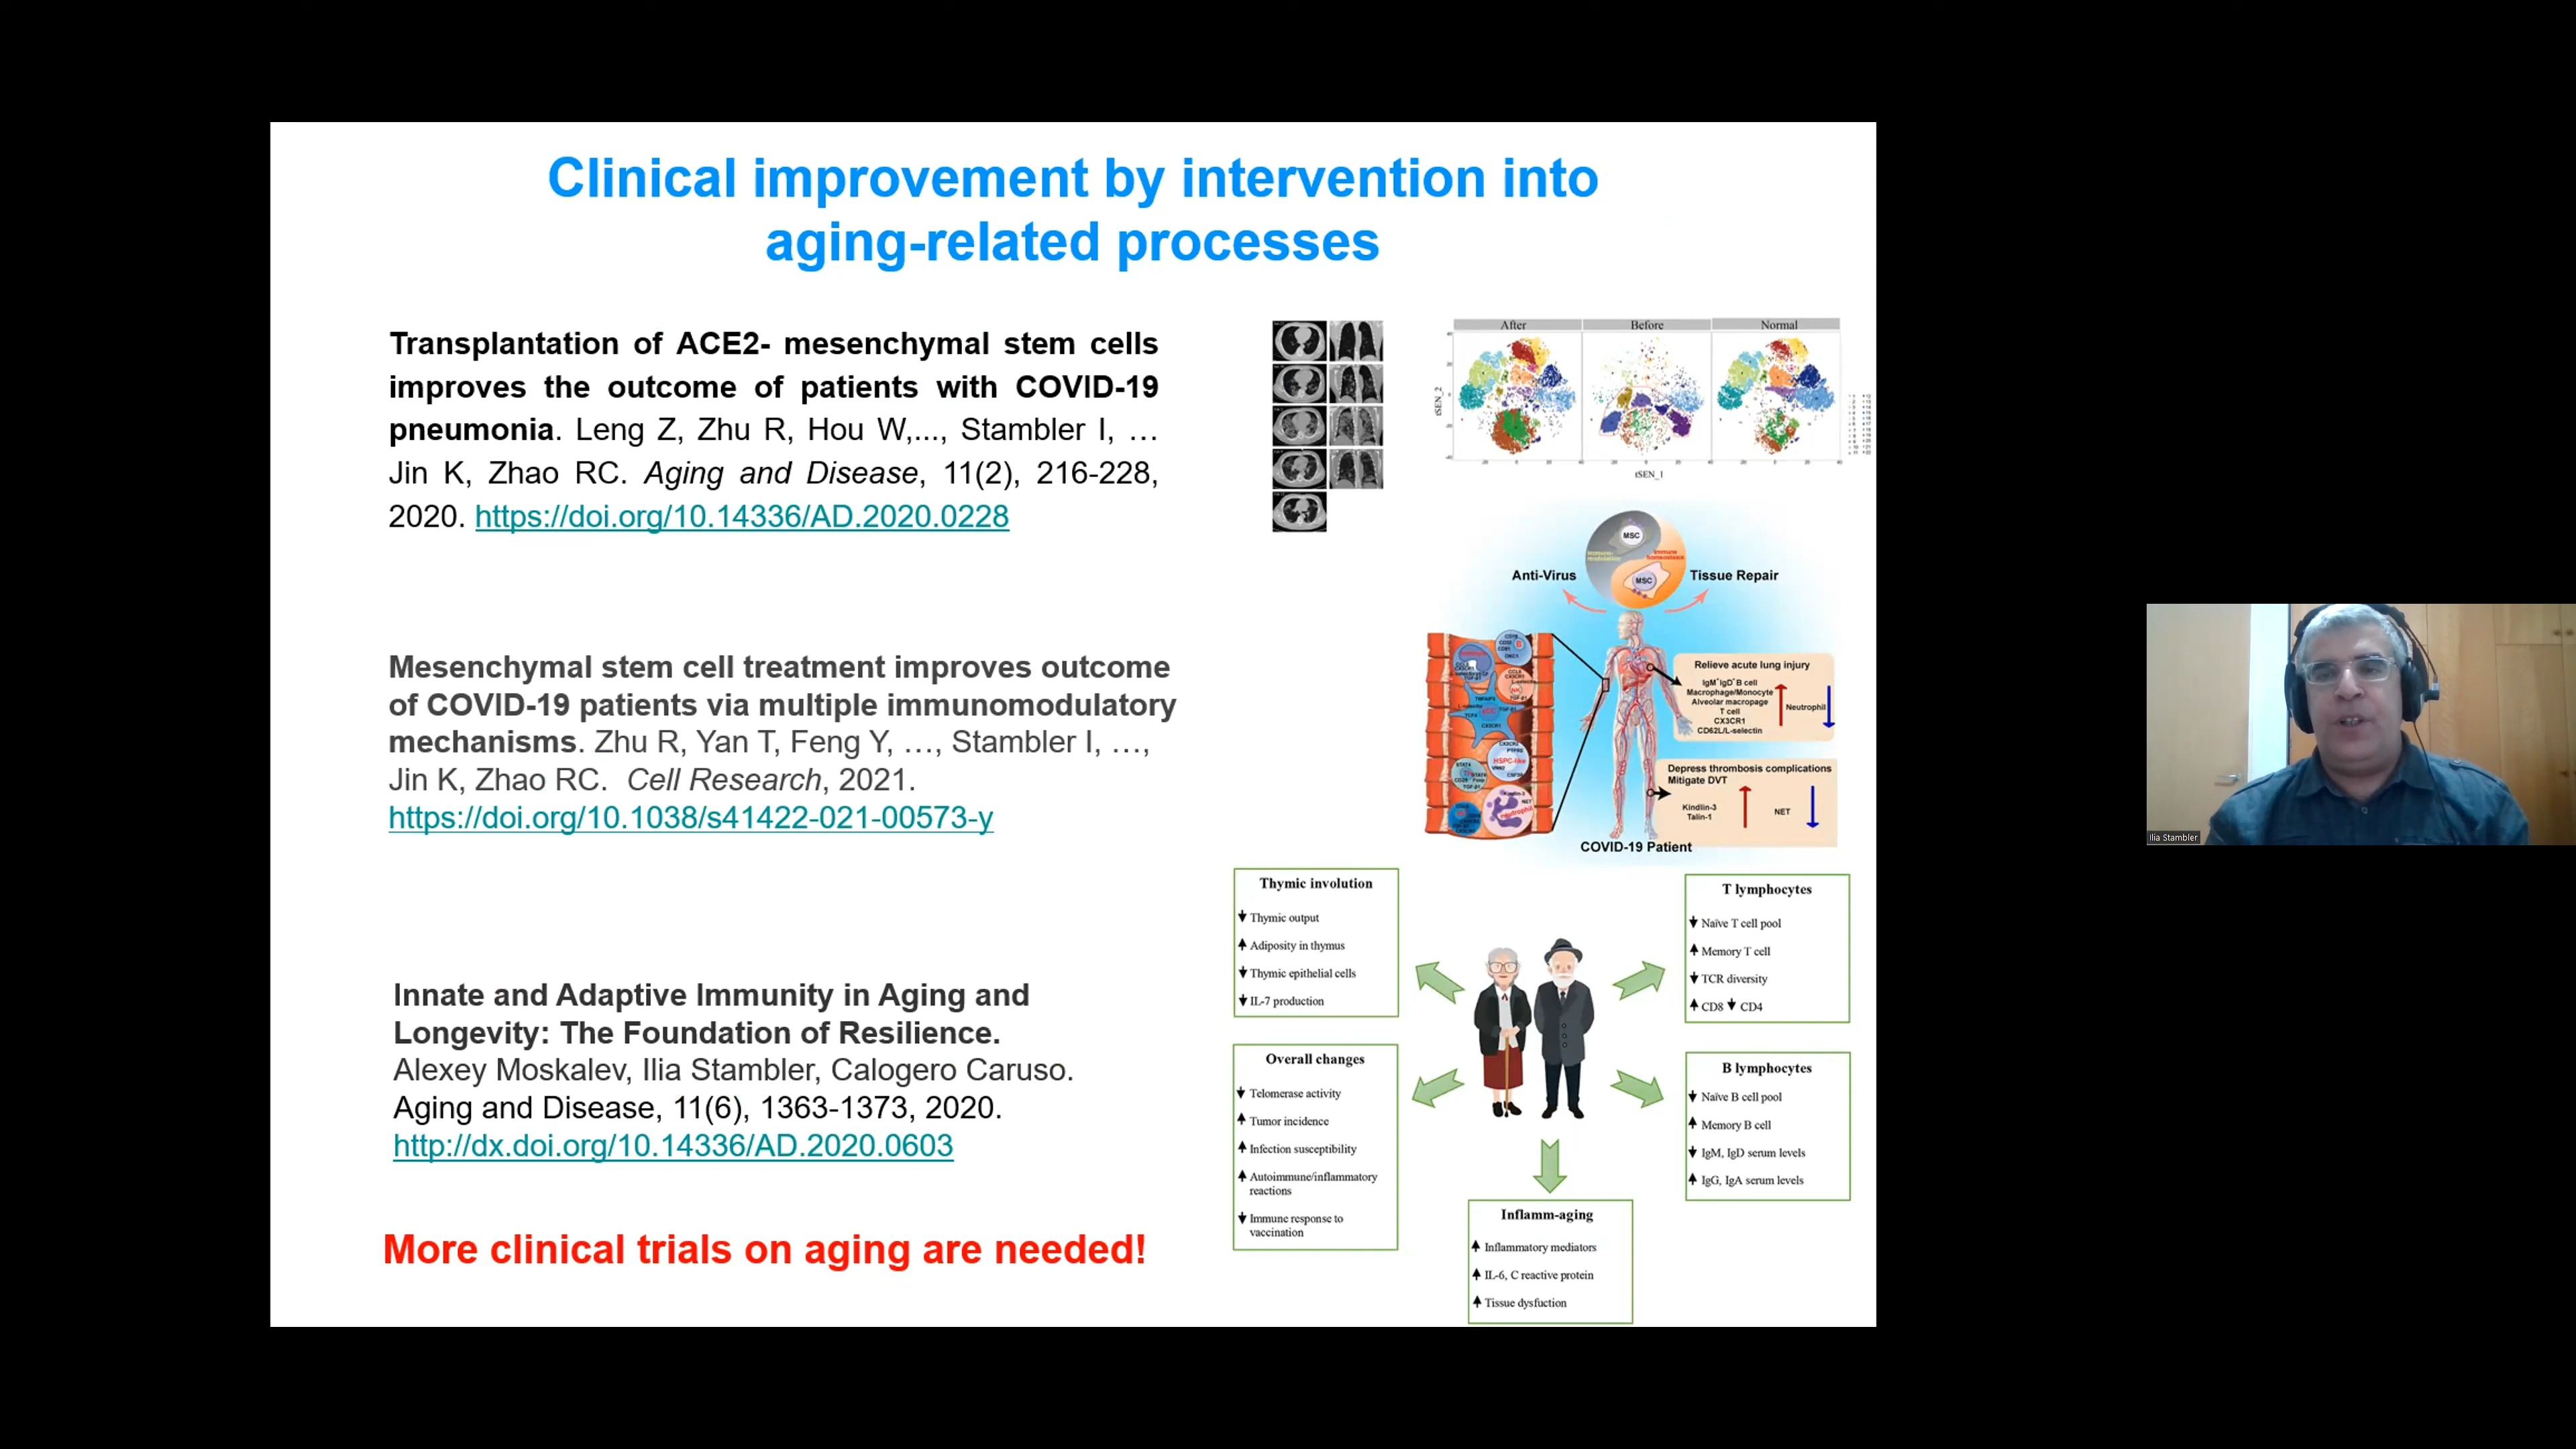 Clinical improvement by intervention into
aging-related processes
Transplantation of ACE2- mesenchymal stem cells
improves the outcome of patients with COVID-19
pneumonia. Leng Z, Zhu R, Hou W,..., Stambler I, …
Jin K, Zhao RC. Aging and Disease, 11(2), 216-228,
2020. https://doi.org/10.14336/AD.2020.0228
Mesenchymal stem cell treatment improves outcome
of COVID-19 patients via multiple immunomodulatory
mechanisms. Zhu R, Yan T, Feng Y, …, Stambler I, …,
Jin K, Zhao RC. Cell Research, 2021.
https://doi.org/10.1038/s41422-021-00573-y
Innate and Adaptive Immunity in Aging and
Longevity: The Foundation of Resilience.
Alexey Moskalev, Ilia Stambler, Calogero Caruso.
Aging and Disease, 11(6), 1363-1373, 2020.
http://dx.doi.org/10.14336/AD.2020.0603
More clinical trials on aging are needed!
After
Before
Normal
tSEN_2
tSEN_1
MSC
MSC
Anti-Virus
Tissue Repair
Relieve acute lung injury
IgM+IgD+B cell
Macrophage/Monocyte
Alveolar macropage
T cell
CX3CR1
CD62L/L-selectin
Neutrophil
Depress thrombosis complications
Mitigate DVT
Kindlin-3
Talin-1
NET
HSPC-like
COVID-19 Patient
Thymic involution
Thymic output
Adiposity in thymus
Thymic epithelial cells
IL-7 production
T lymphocytes
Naïve T cell pool
Memory T cell
TCR diversity
CD8 CD4
Overall changes
Telomerase activity
Tumor incidence
Infection susceptibility
Autoimmune/inflammatory
reactions
Immune response to
vaccination
B lymphocytes
Naïve B cell pool
Memory B cell
IgM, IgD serum levels
IgG, IgA serum levels
Inflamm-aging
Inflammatory mediators
IL-6, C reactive protein
Tissue dysfuction
Ilia Stambler